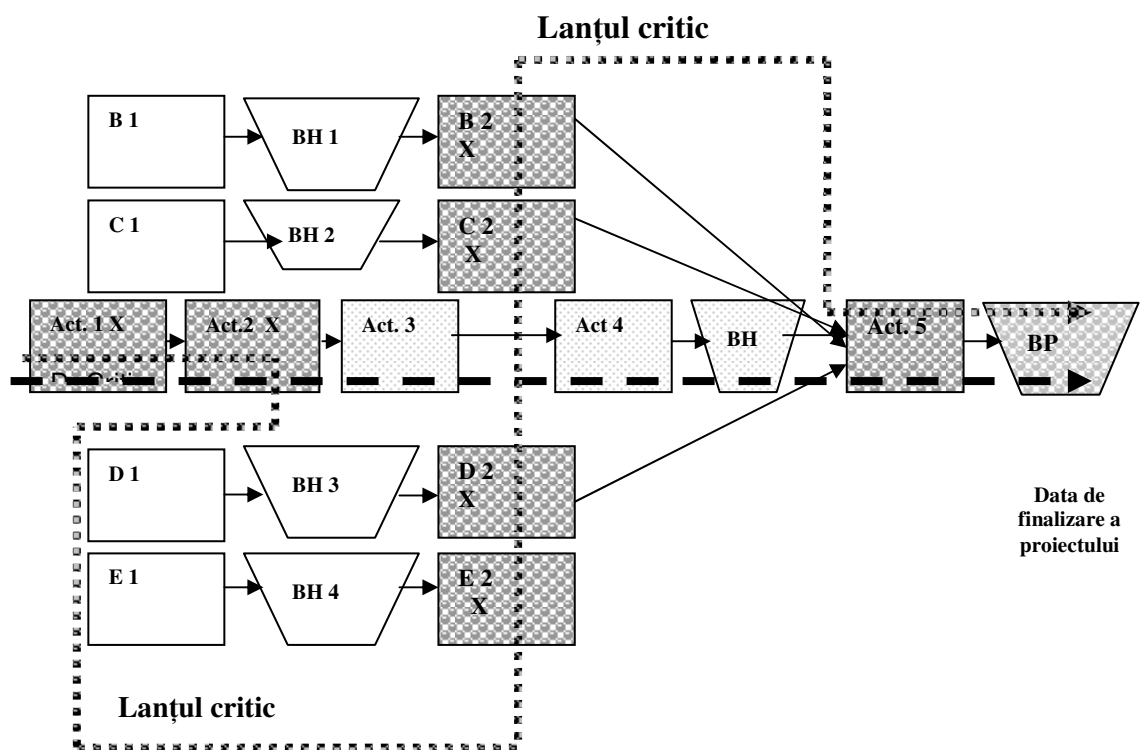 Lanțul critic
B 1
BH 1
B 2
X
C 1
BH 2
C 2
X
Act. 1 X
Act.2 X
Act. 3
Act 4
BH
Act. 5
BP
D 1
BH 3
D 2
X
Data de
finalizare a
proiectului
E 1
BH 4
E 2
X
Lanțul critic